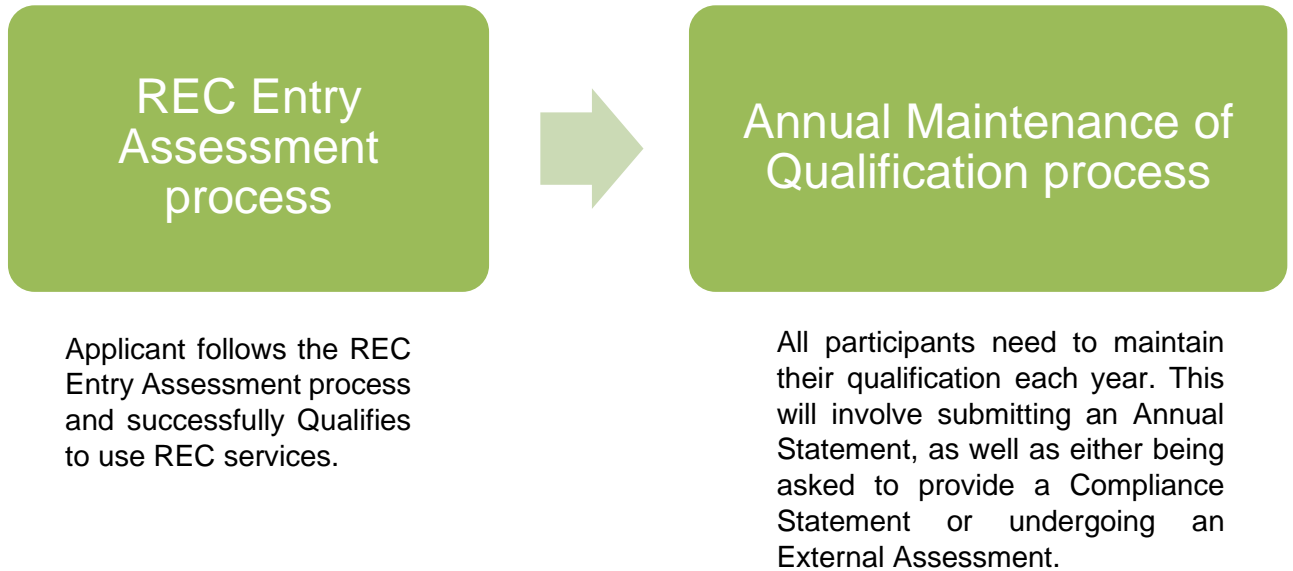 REC Entry
Assessment
process
Annual Maintenance of
Qualification process
Applicant follows the REC
Entry Assessment process
and successfully Qualifies
to use REC services.
All participants need to maintain
their qualification each year. This
will involve submitting an Annual
Statement, as well as either being
asked to provide a Compliance
Statement or undergoing an
External Assessment.